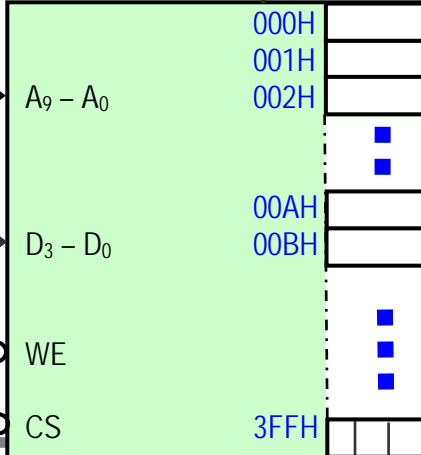 000H
001H
A₉ – A₀ 002H
00AH
D₃ – D₀ 00BH
WE
CS 3FFH